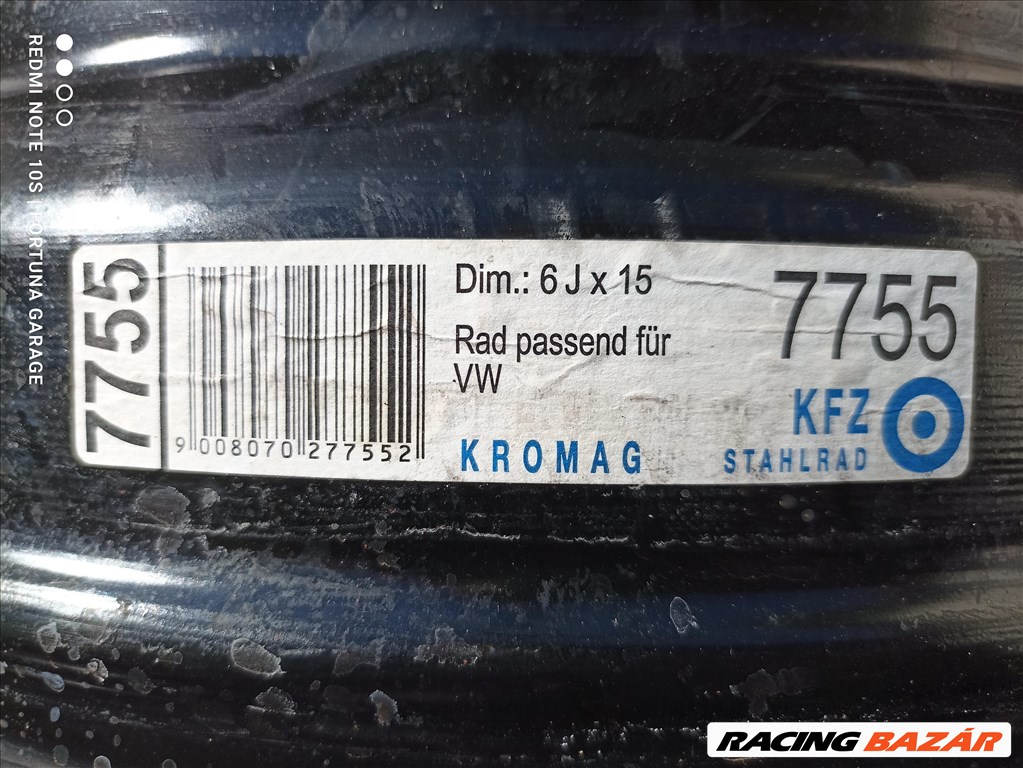 REDMI NOTE 10S | FORTUNA GARAGE
7755
9 008070 277552
Dim.: 6 J x 15
Rad passend für
VW
KROMAG
7755
KFZ
STAHLRAD
RACING BAZÁR